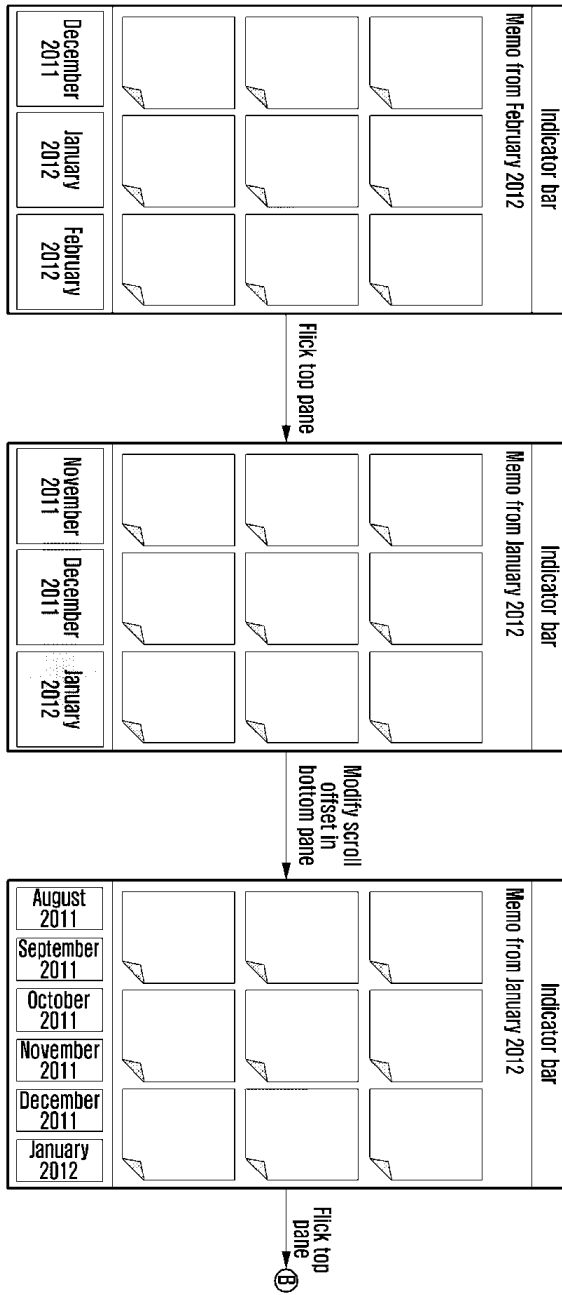 Indicator bar
Memo from February 2012
December
2011
January
2012
February
2012
Flick top pane
Indicator bar
Memo from January 2012
November
2011
December
2011
January
2012
Modify scroll
offset in
bottom pane
Indicator bar
Memo from January 2012
August
2011
September
2011
October
2011
November
2011
December
2011
January
2012
Flick top
pane
B